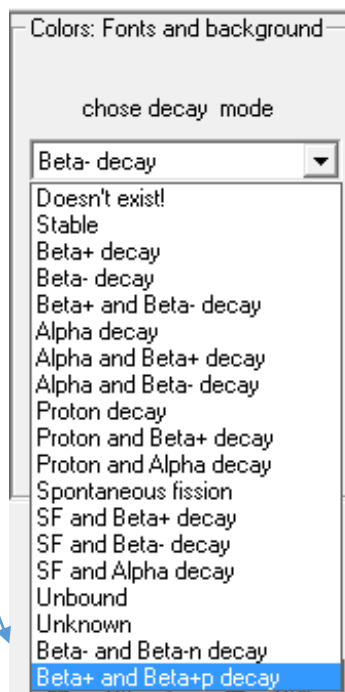 Colors: Fonts and background
chose decay mode
Beta- decay
Doesn't exist!
Stable
Beta+ decay
Beta- decay
Beta+ and Beta- decay
Alpha decay
Alpha and Beta+ decay
Alpha and Beta- decay
Proton decay
Proton and Beta+ decay
Proton and Alpha decay
Spontaneous fission
SF and Beta+ decay
SF and Beta- decay
SF and Alpha decay
Unbound
Unknown
Beta- and Beta-n decay
Beta+ and Beta+p decay